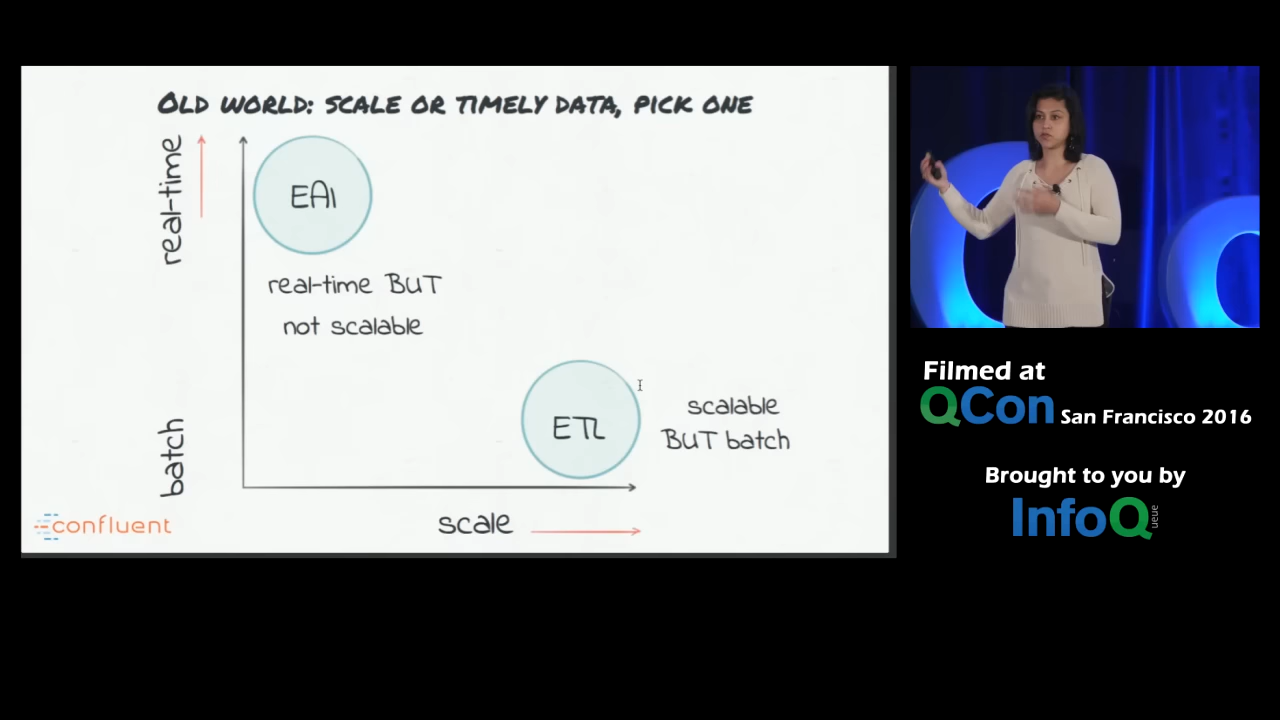 OLD WORLD: SCALE OR TIMELY DATA, PICK ONE
real-time
EAI
real-time BUT
not scalable
batch
ETL
scalable
BUT batch
scale
confluent
Filmed at
QCon San Francisco 2016
Brought to you by
InfoQueue